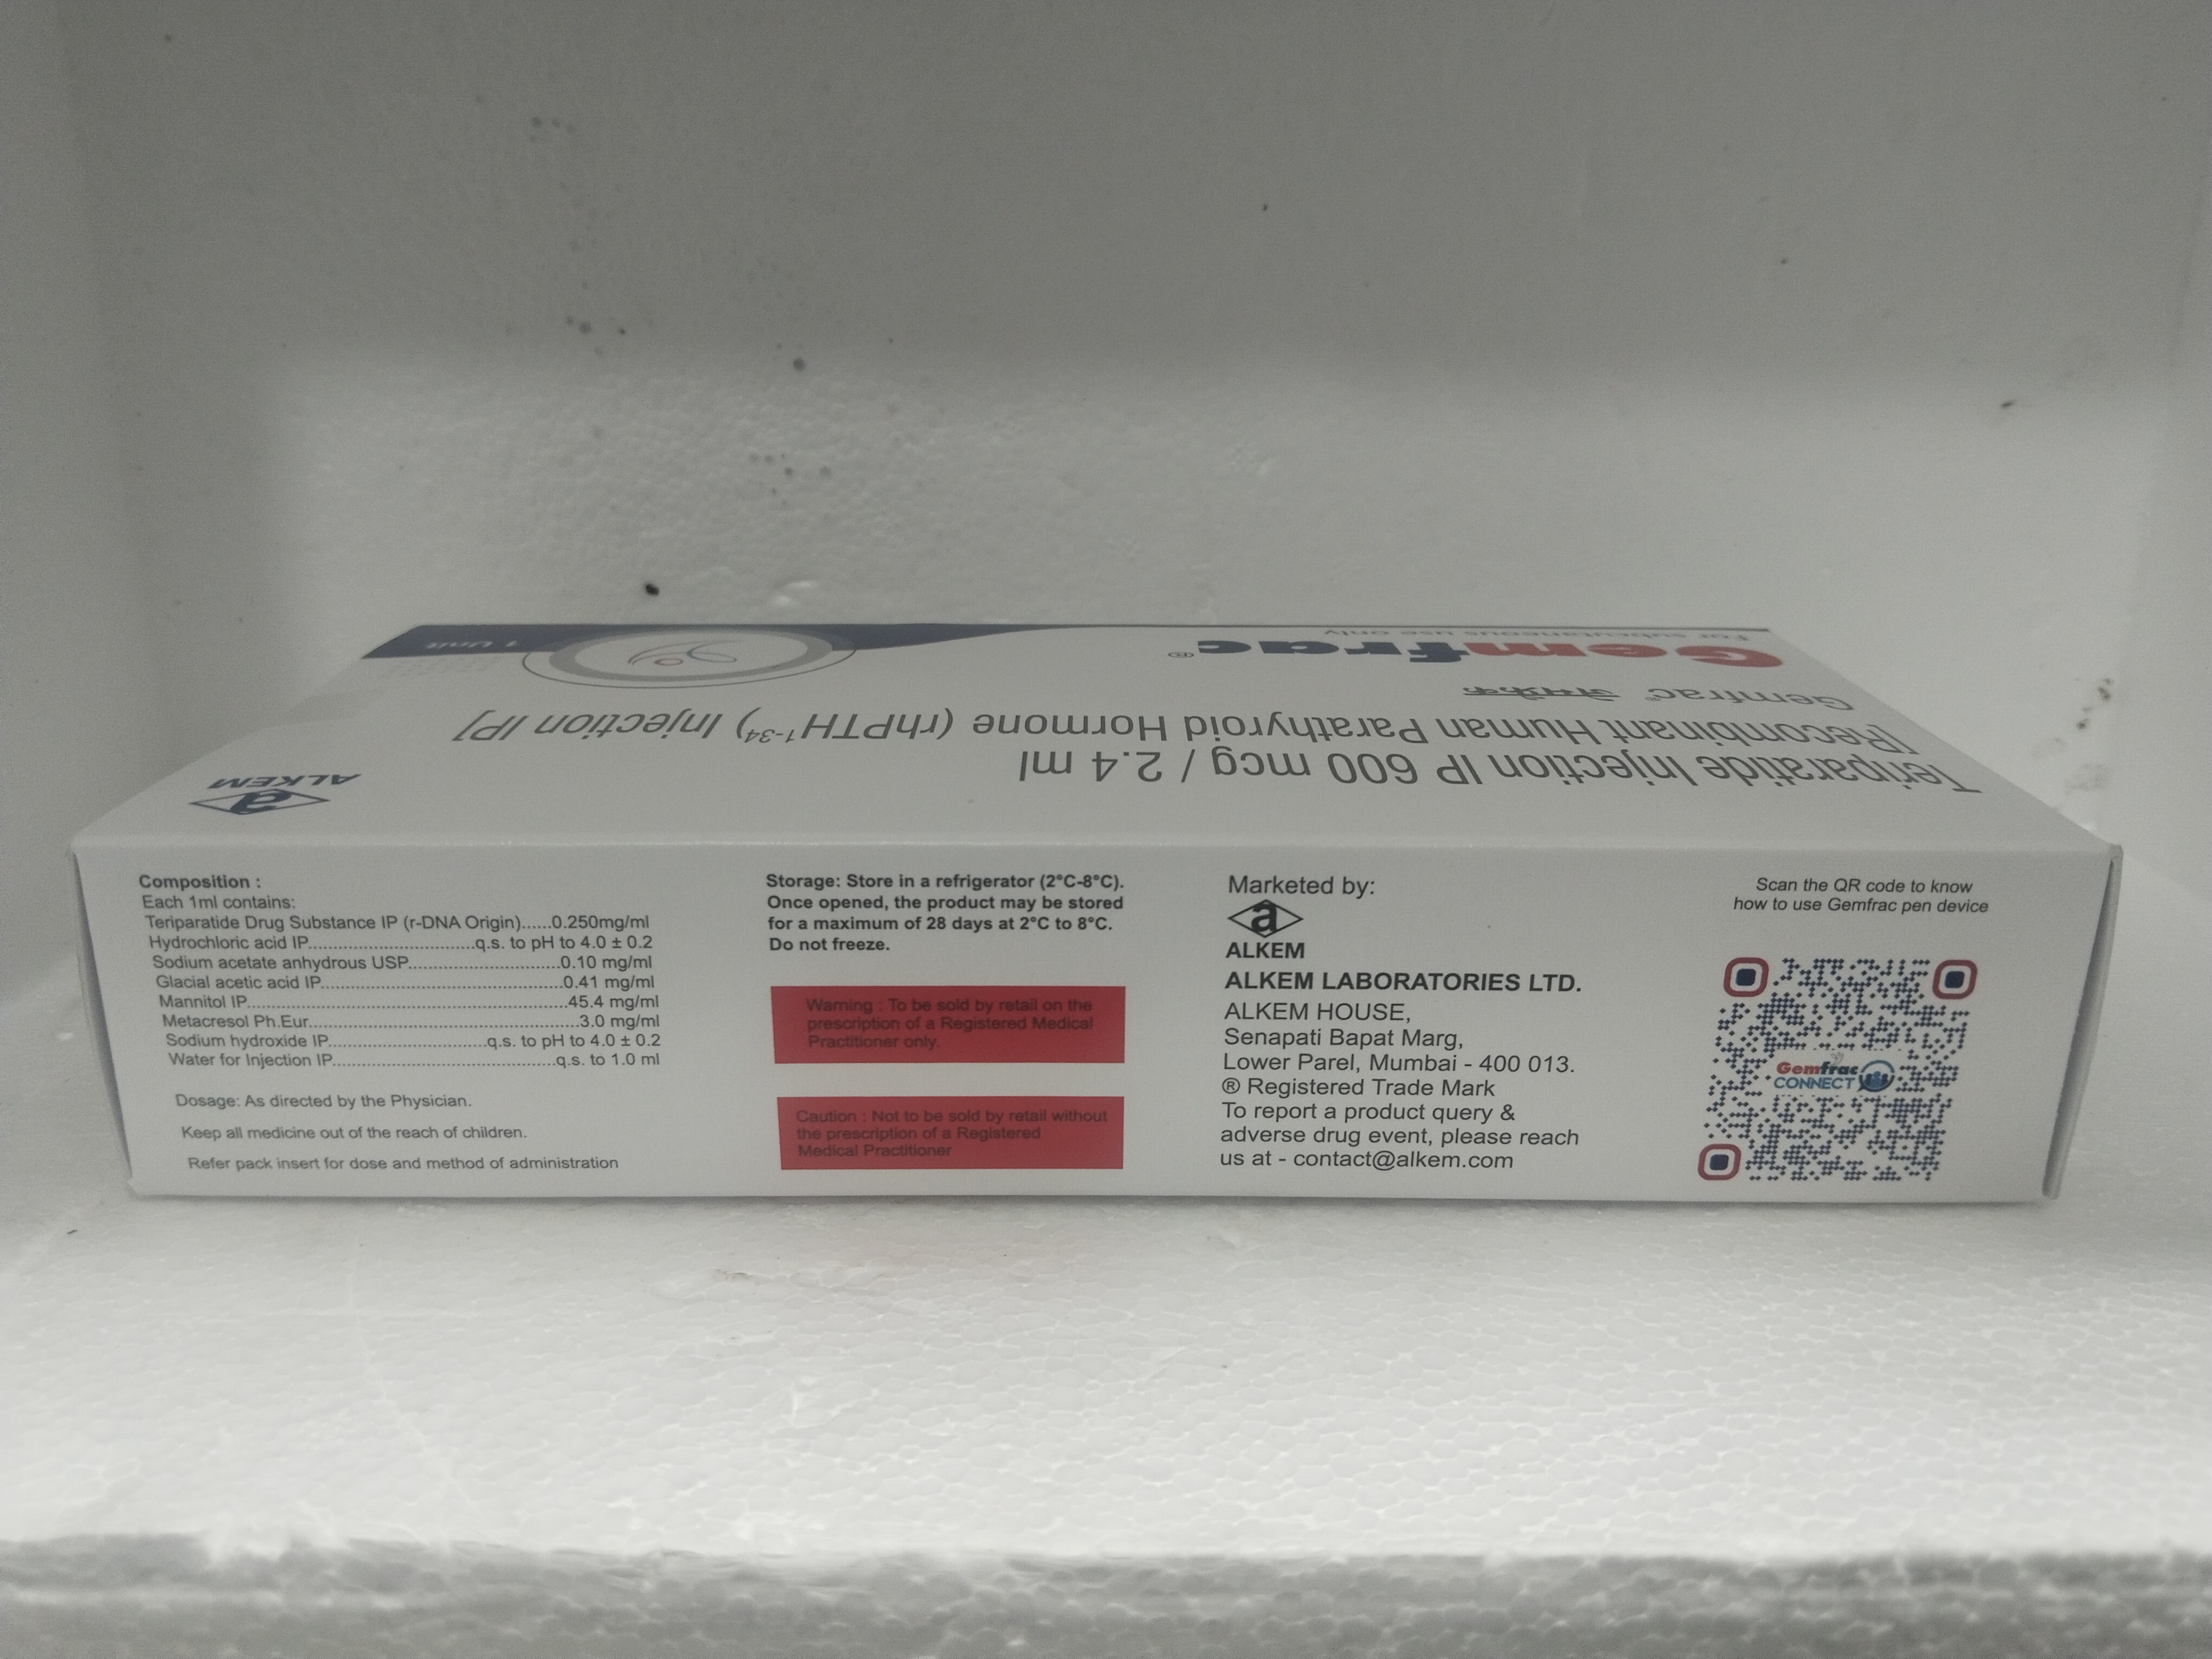 1 Unit
For subcutaneous use only
Gemfrac®
Gemfrac® जेमफ्रैक
Teriparatide Injection IP 600 mcg / 2.4 ml
[Recombinant Human Parathyroid Hormone (rhPTH¹⁻³⁴) Injection IP]
a
ALKEM
Composition :
Each 1ml contains:
Teriparatide Drug Substance IP (r-DNA Origin)......0.250mg/ml
Hydrochloric acid IP..............................q.s. to pH to 4.0 ± 0.2
Sodium acetate anhydrous USP...........................0.10 mg/ml
Glacial acetic acid IP...........................................0.41 mg/ml
Mannitol IP.........................................................45.4 mg/ml
Metacresol Ph.Eur................................................3.0 mg/ml
Sodium hydroxide IP............................q.s. to pH to 4.0 ± 0.2
Water for Injection IP.......................................q.s. to 1.0 ml
Dosage: As directed by the Physician.
Keep all medicine out of the reach of children.
Refer pack insert for dose and method of administration
Storage: Store in a refrigerator (2°C-8°C).
Once opened, the product may be stored
for a maximum of 28 days at 2°C to 8°C.
Do not freeze.
Warning : To be sold by retail on the
prescription of a Registered Medical
Practitioner only.
Caution : Not to be sold by retail without
the prescription of a Registered
Medical Practitioner
Marketed by:
a
ALKEM
ALKEM LABORATORIES LTD.
ALKEM HOUSE,
Senapati Bapat Marg,
Lower Parel, Mumbai - 400 013.
® Registered Trade Mark
To report a product query &
adverse drug event, please reach
us at - contact@alkem.com
Scan the QR code to know
how to use Gemfrac pen device
Gemfrac
CONNECT